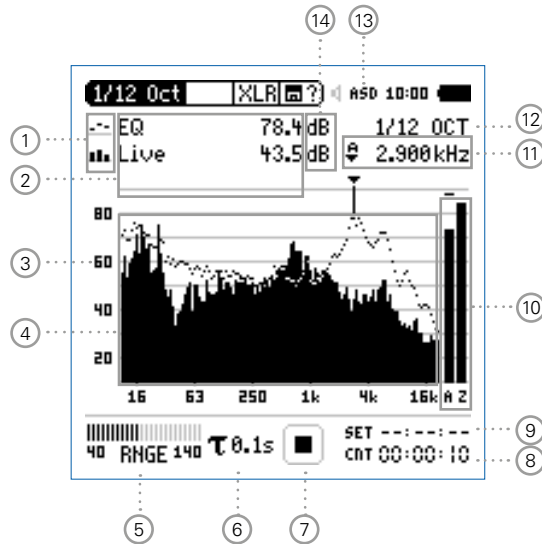 14 13
1/12 Oct XLR ? ASD 10:00
EQ 78.4 dB 1/12 OCT 12
1 Live 43.5 dB 2.900kHz 11
2
80
3 60
4 40 10
20
16 63 250 1k 4k 16k A Z
40 RNGE 140 τ 0.1s SET --:--:-- 9
CNT 00:00:10 8
5 6 7